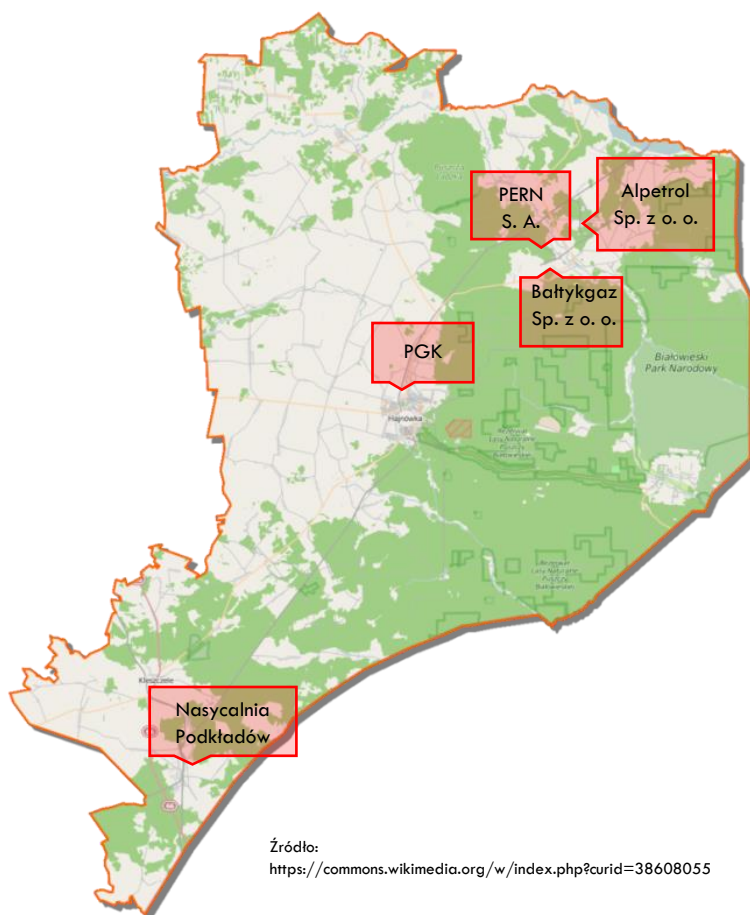 PERN
S. A.
Alpetrol
Sp. z o. o.
Bałtykgaz
Sp. z o. o.
PGK
Białowieski
Park Narodowy
Hajnówka
Kleszczele
Nasycalnia
Podkładów
Źródło:
https://commons.wikimedia.org/w/index.php?curid=38608055